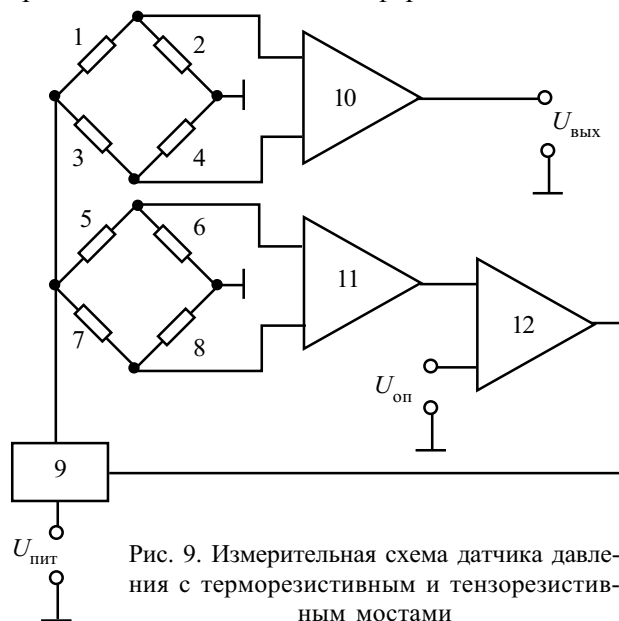 1
2
3
4
10
U вых
5
6
7
8
11
12
U оп
9
U пит
Рис. 9. Измерительная схема датчика давле-
ния с терморезистивным и тензорезистив-
ным мостами